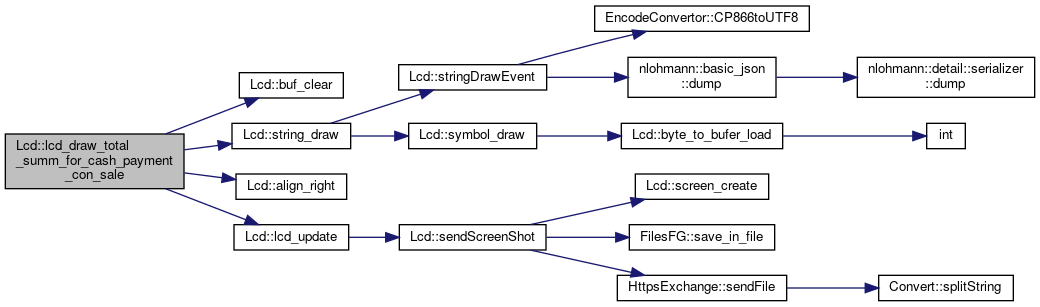 EncodeConvertor::CP866toUTF8
Lcd::buf_clear
Lcd::stringDrawEvent
nlohmann::basic_json
::dump
nlohmann::detail::serializer
::dump
Lcd::lcd_draw_total
_summ_for_cash_payment
_con_sale
Lcd::string_draw
Lcd::symbol_draw
Lcd::byte_to_bufer_load
int
Lcd::align_right
Lcd::screen_create
Lcd::lcd_update
Lcd::sendScreenShot
FilesFG::save_in_file
HttpsExchange::sendFile
Convert::splitString